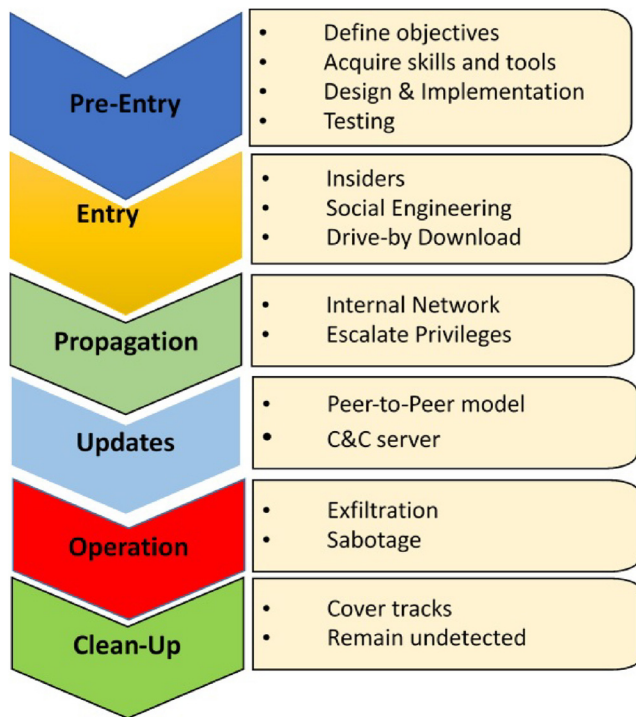 Pre-Entry
• Define objectives
• Acquire skills and tools
• Design & Implementation
• Testing
Entry
• Insiders
• Social Engineering
• Drive-by Download
Propagation
• Internal Network
• Escalate Privileges
Updates
• Peer-to-Peer model
• C&C server
Operation
• Exfiltration
• Sabotage
Clean-Up
• Cover tracks
• Remain undetected